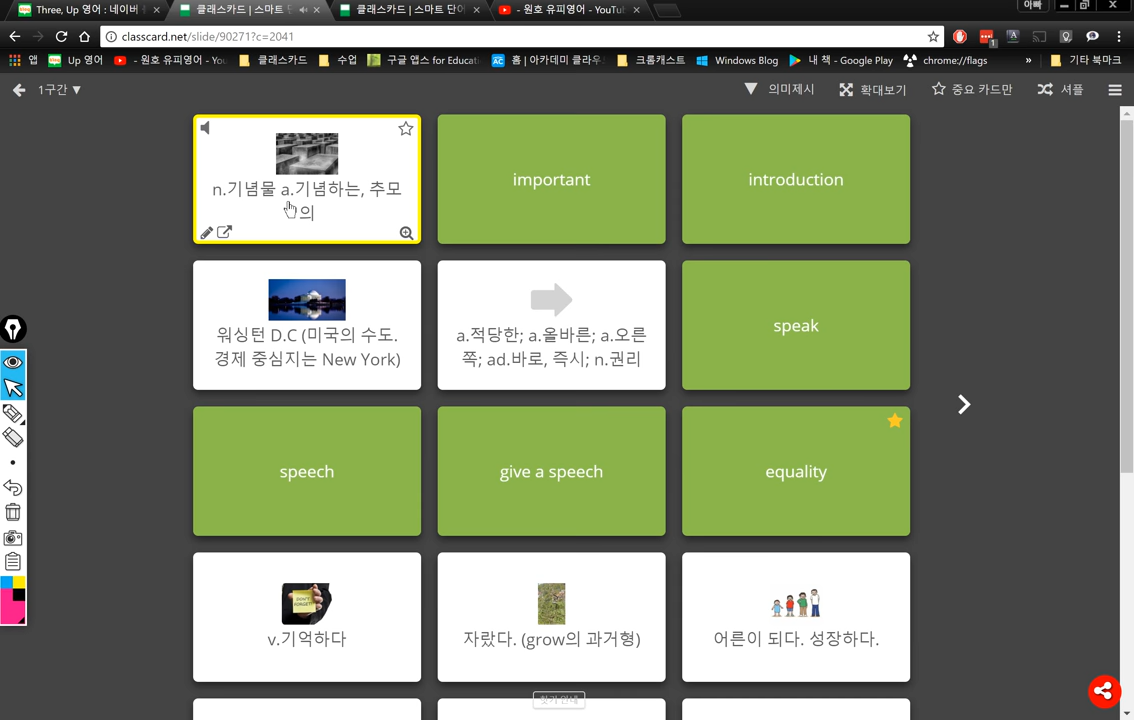 Three, Up 영어 : 네이버
클래스카드 | 스마트 단
클래스카드 | 스마트 단어
- 원호 유피영어 - YouTu
아빠
classcard.net/slide/90271?c=2041
앱
Up 영어
- 원호 유피영어 - You
클래스카드
수업
구글 앱스 for Educati
홈 | 아카데미 클라우
크롬캐스트
Windows Blog
내 책 - Google Play
chrome://flags
»
기타 북마크
1구간 ▼
의미제시
확대보기
중요 카드만
셔플
n.기념물 a.기념하는, 추모
의
important
introduction
워싱턴 D.C (미국의 수도.
경제 중심지는 New York)
a.적당한; a.올바른; a.오른
쪽; ad.바로, 즉시; n.권리
speak
speech
give a speech
equality
DON'T
FORGET!
v.기억하다
자랐다. (grow의 과거형)
어른이 되다. 성장하다.